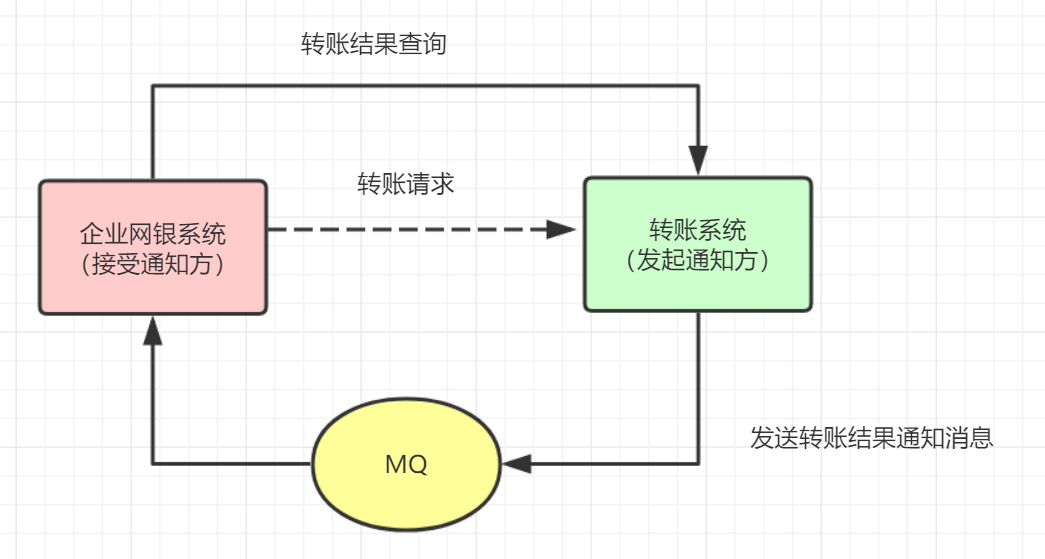 转账结果查询
转账请求
企业网银系统
（接受通知方）
转账系统
（发起通知方）
发送转账结果通知消息
MQ